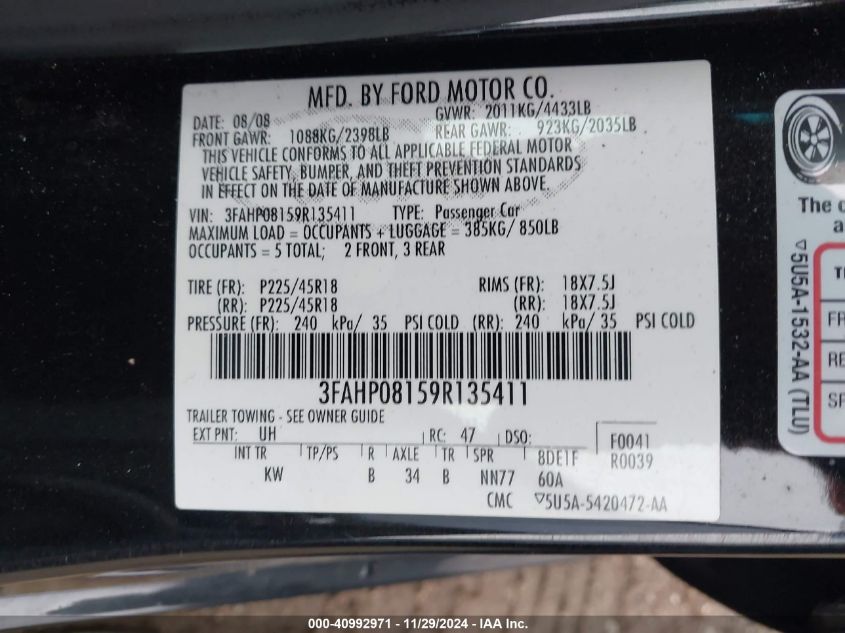 MFD. BY FORD MOTOR CO.
DATE: 08/08 GVWR: 2011KG/4433LB
FRONT GAWR: 1088KG/2398LB REAR GAWR: 923KG/2035LB
THIS VEHICLE CONFORMS TO ALL APPLICABLE FEDERAL MOTOR
VEHICLE SAFETY, BUMPER, AND THEFT PREVENTION STANDARDS
IN EFFECT ON THE DATE OF MANUFACTURE SHOWN ABOVE.
VIN: 3FAHP08159R135411 TYPE: Passenger Car
MAXIMUM LOAD = OCCUPANTS + LUGGAGE = 385KG/ 850LB
OCCUPANTS = 5 TOTAL; 2 FRONT, 3 REAR
TIRE (FR): P225/45R18 RIMS (FR): 18X7.5J
(RR): P225/45R18 (RR): 18X7.5J
PRESSURE (FR): 240 kPa/ 35 PSI COLD (RR): 240 kPa/ 35 PSI COLD
3FAHP08159R135411
TRAILER TOWING - SEE OWNER GUIDE
EXT PNT: UH RC: 47 DSO: F0041
INT TR TP/PS R AXLE TR SPR 8DE1F R0039
KW B 34 B NN77 60A
CMC ▽5U5A-5420472-AA
The c
a
▽5U5A-1532-AA (TLU)
FR
RE
SP
000-40992971 - 11/29/2024 - IAA Inc.